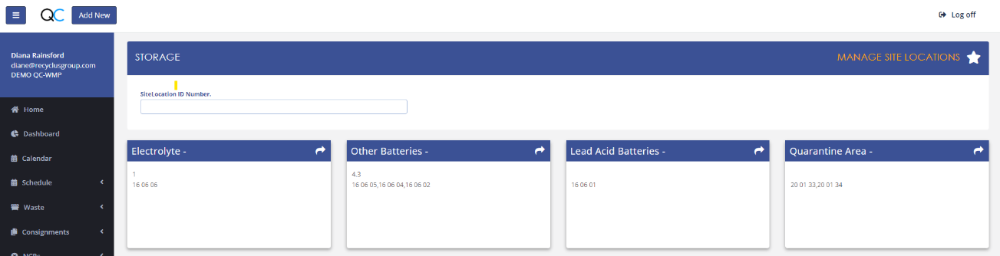 QC
Add New
Log off
Diana Rainsford
diane@recyclusgroup.com
DEMO QC-WMP
Home
Dashboard
Calendar
Schedule
Waste
Consignments
NCRs
STORAGE
MANAGE SITE LOCATIONS
SiteLocation ID Number.
Electrolyte -
1
16 06 06
Other Batteries -
4.3
16 06 05,16 06 04,16 06 02
Lead Acid Batteries -
16 06 01
Quarantine Area -
20 01 33,20 01 34